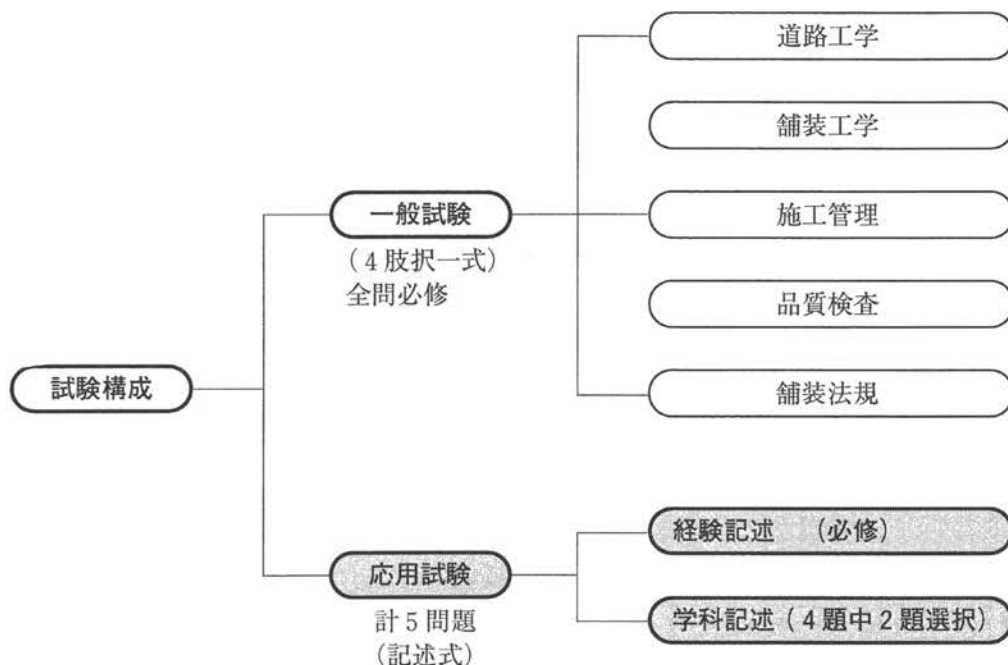 試験構成
一般試験
(4肢択一式)
全問必修
道路工学
舗装工学
施工管理
品質検査
舗装法規
応用試験
計5問題
(記述式)
経験記述 (必修)
学科記述(4題中2題選択)